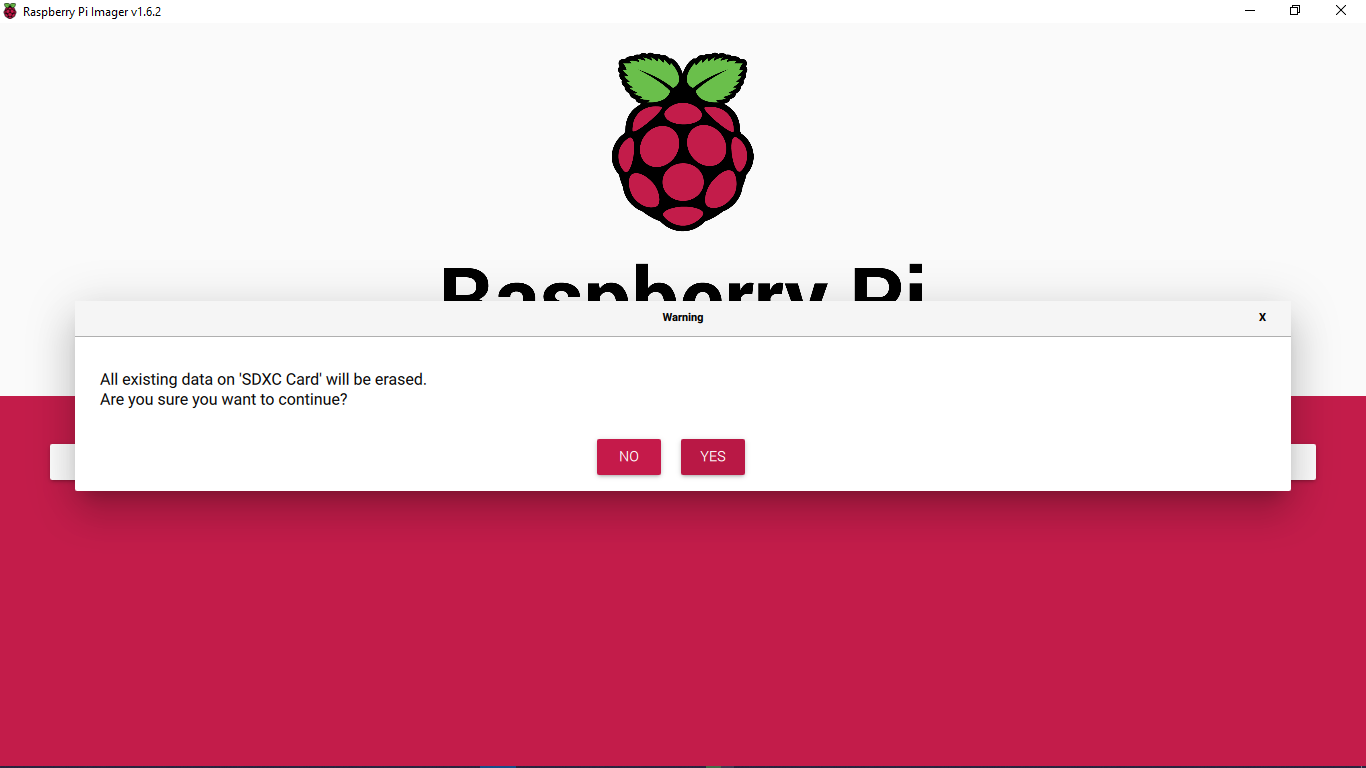 Raspberry Pi Imager v1.6.2
Raspberry Pi
Warning
X
All existing data on 'SDXC Card' will be erased.
Are you sure you want to continue?
NO
YES